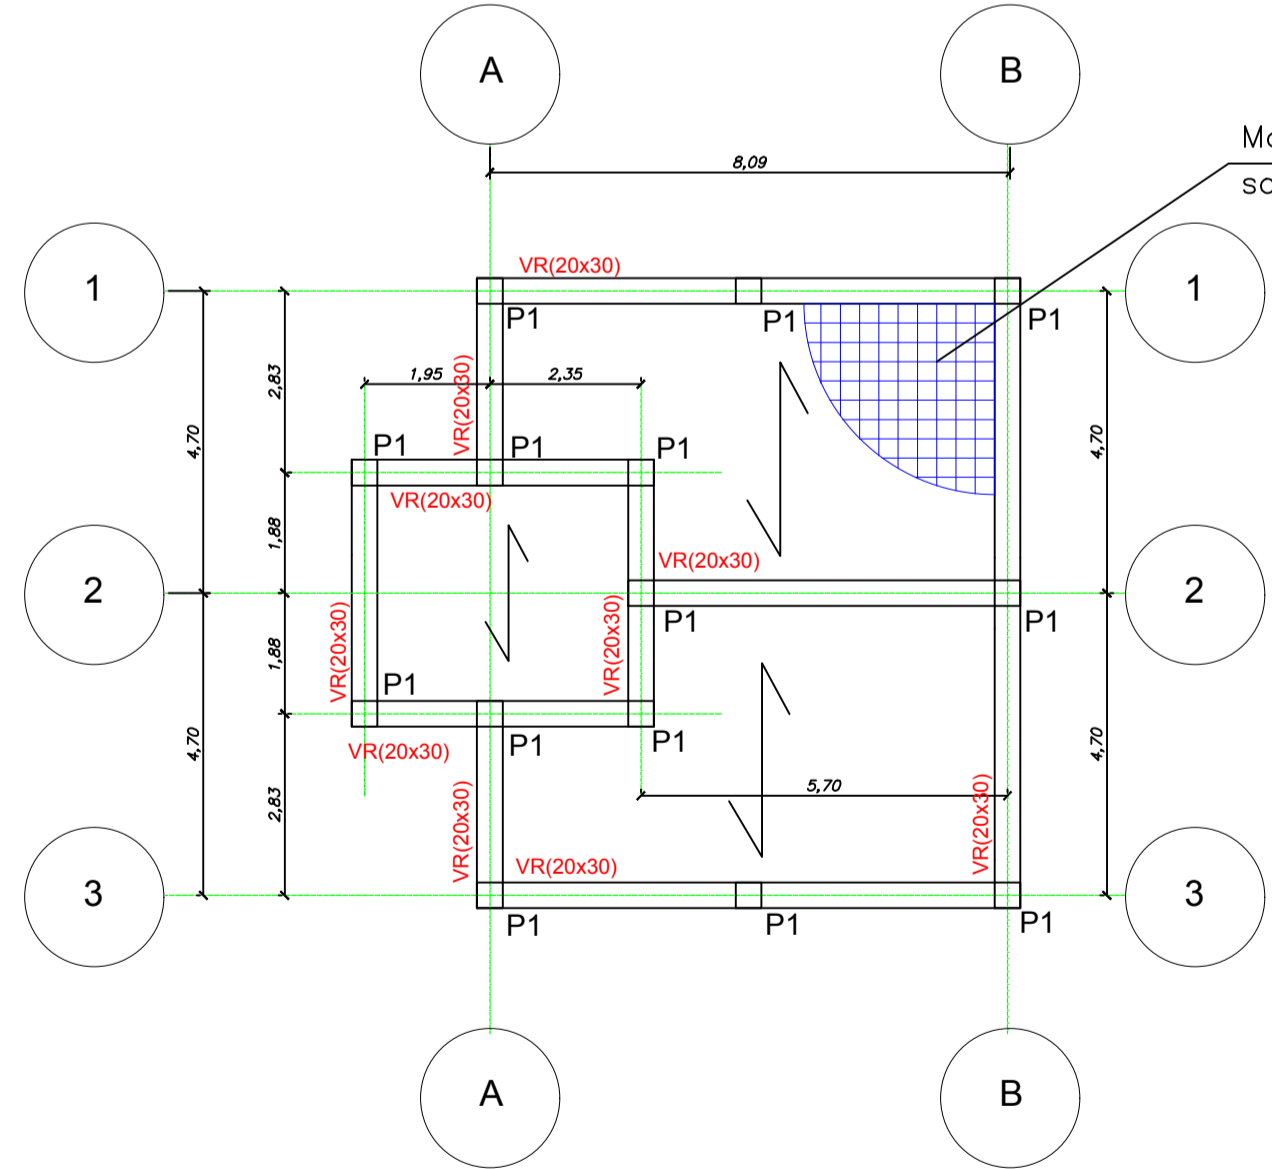 A
B
8,09
Mo
so
1
VR(20x30)
1
P1
P1
P1
2,83
4,70
1,95
2,35
VR(20x30)
4,70
P1
P1
P1
VR(20x30)
1,88
VR(20x30)
2
2
P1
P1
VR(20x30)
VR(20x30)
1,88
P1
P1
P1
VR(20x30)
4,70
2,83
5,70
4,70
VR(20x30)
VR(20x30)
VR(20x30)
3
3
P1
P1
P1
A
B